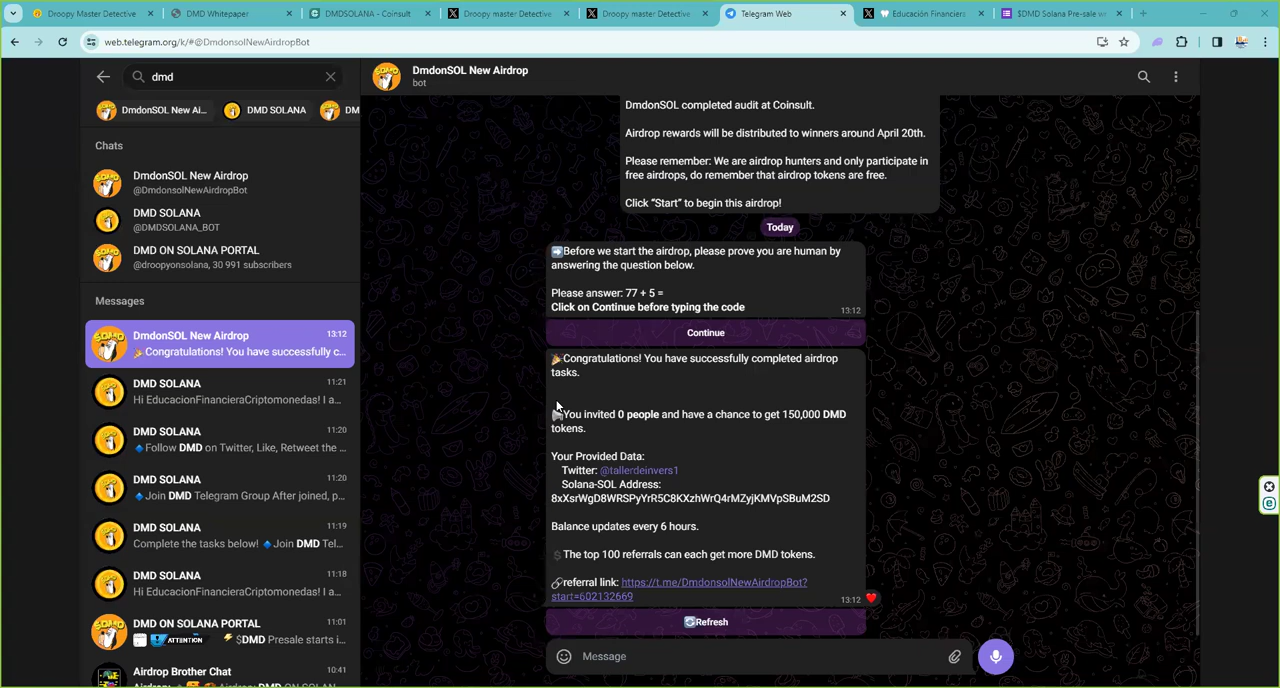 Droopy Master Detective
DMD Whitepaper
DMDSOLANA - Coinsult
Droopy master Detective
Droopy master Detective
Telegram Web
Educación Financiera
$DMD Solana Pre-sale w
web.telegram.org/k/#@DmdonsolNewAirdropBot
dmd
DmdonSOL New Ai...
DMD SOLANA
DM
Chats
DmdonSOL New Airdrop
@DmdonsolNewAirdropBot
DMD SOLANA
@DMDSOLANA_BOT
DMD ON SOLANA PORTAL
@droopyonsolana, 30 991 subscribers
Messages
DmdonSOL New Airdrop 13:12
🎉Congratulations! You have successfully c...
DMD SOLANA 11:21
Hi EducacionFinancieraCriptomonedas! I a...
DMD SOLANA 11:20
🔹Follow DMD on Twitter, Like, Retweet the...
DMD SOLANA 11:20
🔹Join DMD Telegram Group After joined, p...
DMD SOLANA 11:19
Complete the tasks below! 🔹Join DMD Tel...
DMD SOLANA 11:18
Hi EducacionFinancieraCriptomonedas! I a...
DMD ON SOLANA PORTAL 11:01
ATTENTION ⚡$DMD Presale starts i...
Airdrop Brother Chat 10:41
DmdonSOL New Airdrop
bot
DmdonSOL completed audit at Coinsult.
Airdrop rewards will be distributed to winners around April 20th.
Please remember: We are airdrop hunters and only participate in
free airdrops, do remember that airdrop tokens are free.
Click “Start” to begin this airdrop!
Today
➡️Before we start the airdrop, please prove you are human by
answering the question below.
Please answer: 77 + 5 =
Click on Continue before typing the code
13:12
Continue
🎉Congratulations! You have successfully completed airdrop
tasks.
You invited 0 people and have a chance to get 150,000 DMD
tokens.
Your Provided Data:
Twitter: @tallerdeinvers1
Solana-SOL Address:
8xXsrWgD8WRSPyYrR5C8KXzhWrQ4rMZyjKMVpSBuM2SD
Balance updates every 6 hours.
💲The top 100 referrals can each get more DMD tokens.
🔗referral link: https://t.me/DmdonsolNewAirdropBot?
start=602132669
13:12 ❤️
🔄Refresh
Message